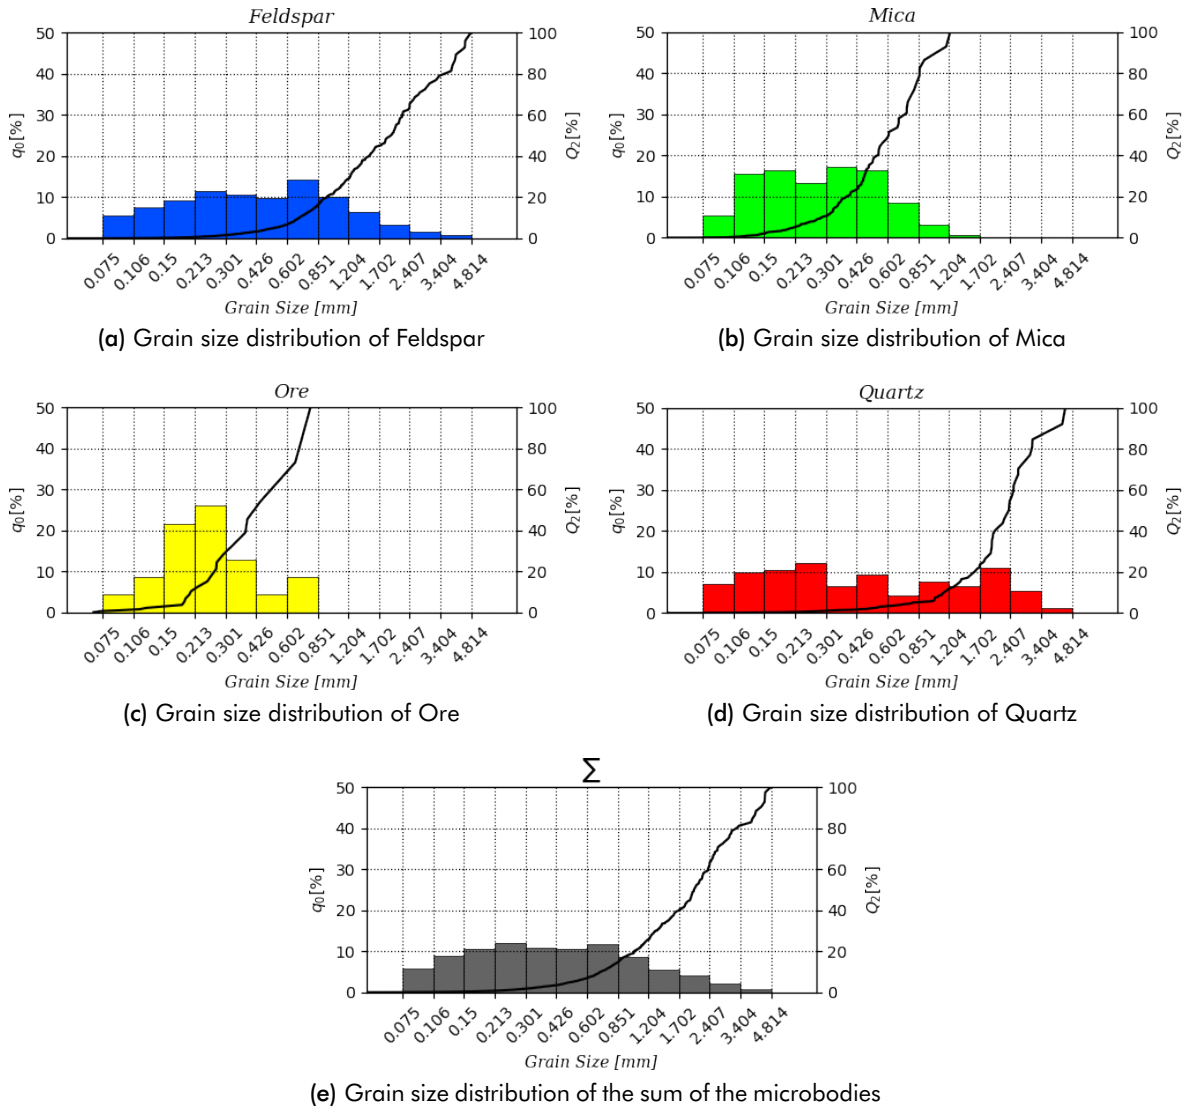 Feldspar
50
40
30
20
10
0
q0[%]
100
80
60
40
20
0
Q2[%]
0.075 0.106 0.15 0.213 0.301 0.426 0.602 0.851 1.204 1.702 2.407 3.404 4.814
Grain Size [mm]
(a) Grain size distribution of Feldspar
Mica
50
40
30
20
10
0
q0[%]
100
80
60
40
20
0
Q2[%]
0.075 0.106 0.15 0.213 0.301 0.426 0.602 0.851 1.204 1.702 2.407 3.404 4.814
Grain Size [mm]
(b) Grain size distribution of Mica
Ore
50
40
30
20
10
0
q0[%]
100
80
60
40
20
0
Q2[%]
0.075 0.106 0.15 0.213 0.301 0.426 0.602 0.851 1.204 1.702 2.407 3.404 4.814
Grain Size [mm]
(c) Grain size distribution of Ore
Quartz
50
40
30
20
10
0
q0[%]
100
80
60
40
20
0
Q2[%]
0.075 0.106 0.15 0.213 0.301 0.426 0.602 0.851 1.204 1.702 2.407 3.404 4.814
Grain Size [mm]
(d) Grain size distribution of Quartz
Σ
50
40
30
20
10
0
q0[%]
100
80
60
40
20
0
Q2[%]
0.075 0.106 0.15 0.213 0.301 0.426 0.602 0.851 1.204 1.702 2.407 3.404 4.814
Grain Size [mm]
(e) Grain size distribution of the sum of the microbodies